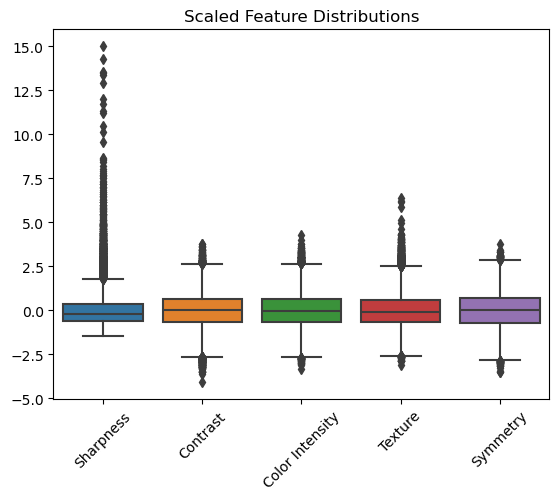 Scaled Feature Distributions
15.0
12.5
10.0
7.5
5.0
2.5
0.0
−2.5
−5.0
Sharpness
Contrast
Color Intensity
Texture
Symmetry